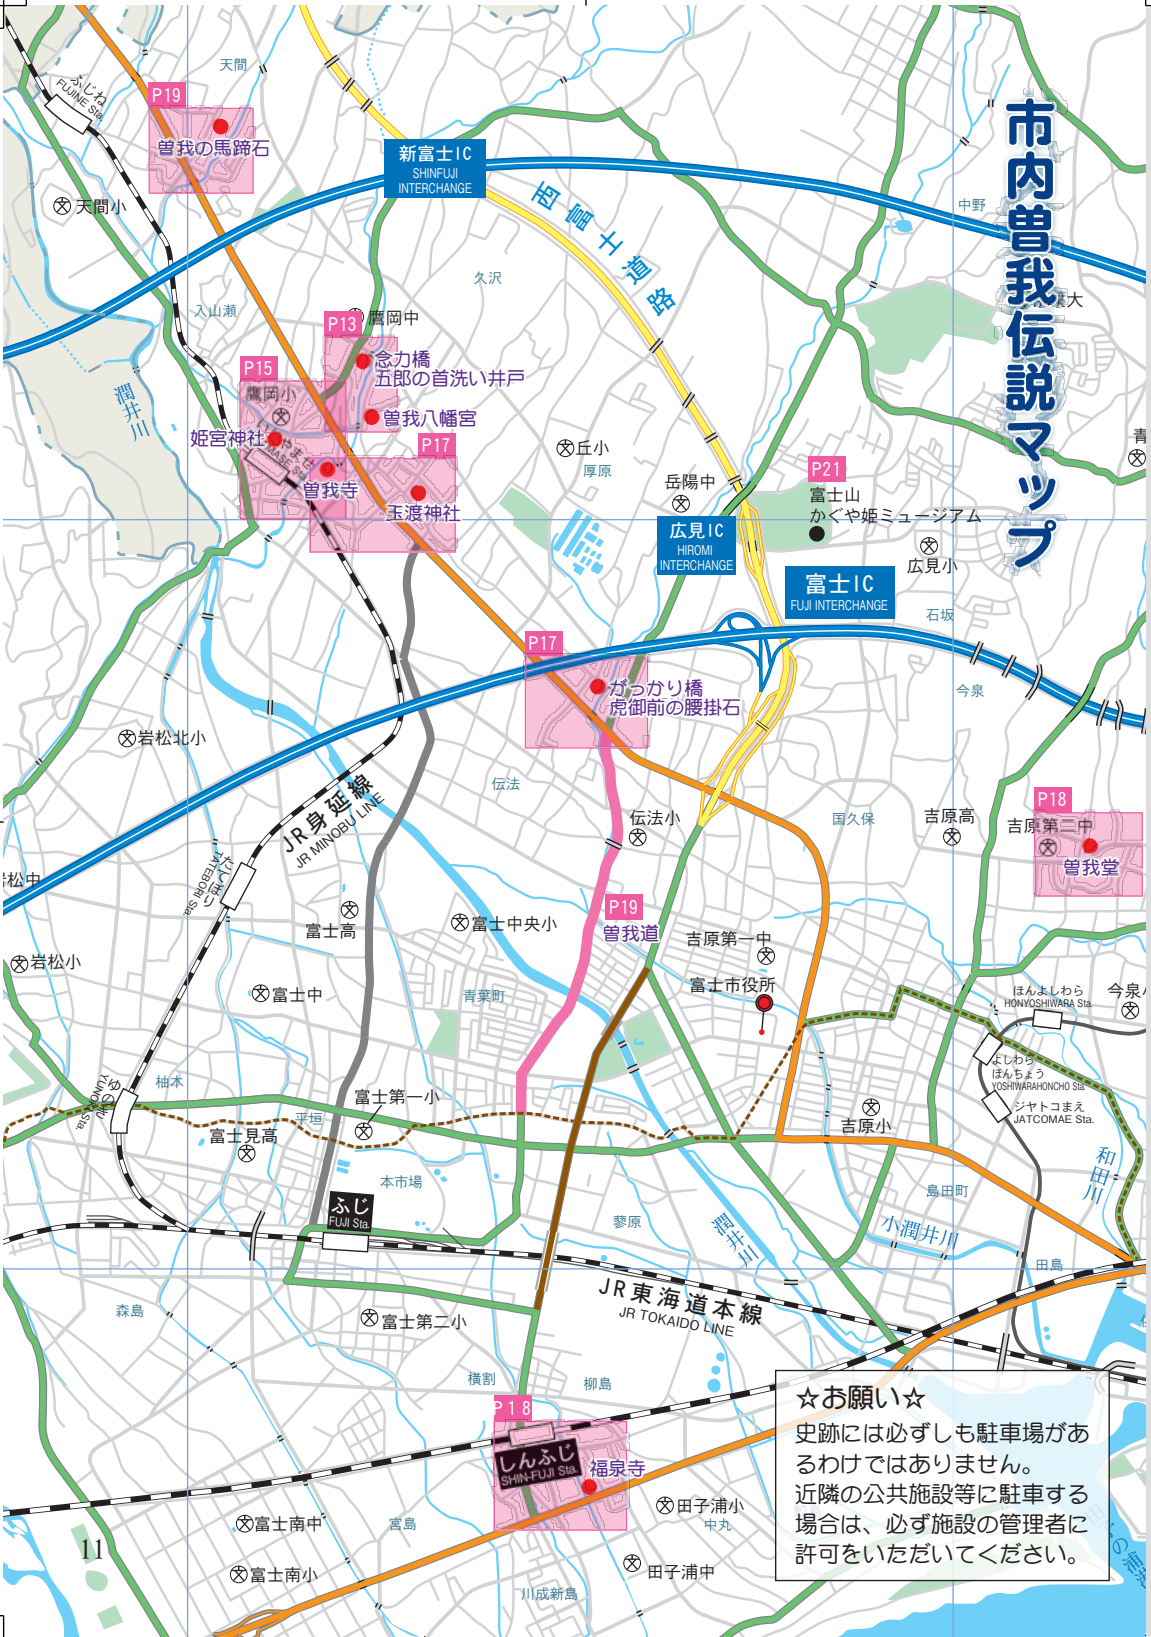 市内曽我伝説マップ
天間
ふじね
FUJINE Sta.
P19
曽我の馬蹄石
新富士IC
SHINFUJI
INTERCHANGE
西富士道路
中野
天間小
久沢
入山瀬
鷹岡中
P13
念力橋
五郎の首洗い井戸
P15
鷹岡小
潤井川
曽我八幡宮
姫宮神社
P17
曽我寺
玉渡神社
丘小
厚原
岳陽中
P21
富士山
かぐや姫ミュージアム
広見IC
HIROMI
INTERCHANGE
広見小
富士IC
FUJI INTERCHANGE
石坂
P17
がっかり橋
虎御前の腰掛石
今泉
岩松北小
JR身延線
JR MINOBU LINE
伝法
伝法小
国久保
吉原高
P18
吉原第二中
曽我堂
たてぼり
TATEBORI Sta.
松中
富士高
富士中央小
P19
曽我道
吉原第一中
岩松小
富士中
青葉町
富士市役所
ほんよしわら
HONYOSHIWARA Sta.
今泉
よしわら
ほんちょう
YOSHIWARAHONCHO Sta.
ジヤトコまえ
JATCOMAE Sta.
柚木
ゆのき
YUNOKI Sta.
富士第一小
平垣
富士見高
吉原小
和田川
本市場
島田町
ふじ
FUJI Sta.
蓼原
潤井川
小潤井川
田島
JR東海道本線
JR TOKAIDO LINE
森島
富士第二小
横割
柳島
P18
しんふじ
SHIN-FUJI Sta.
福泉寺
☆お願い☆
史跡には必ずしも駐車場があ
るわけではありません。
近隣の公共施設等に駐車する
場合は、必ず施設の管理者に
許可をいただいてください。
富士南中
宮島
田子浦小
中丸
11
富士南小
田子浦中
川成新島